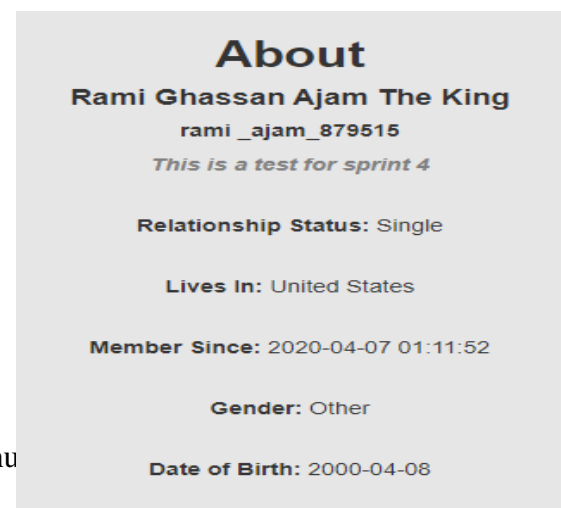 About
Rami Ghassan Ajam The King
rami _ajam_879515
This is a test for sprint 4
Relationship Status: Single
Lives In: United States
Member Since: 2020-04-07 01:11:52
Gender: Other
Date of Birth: 2000-04-08